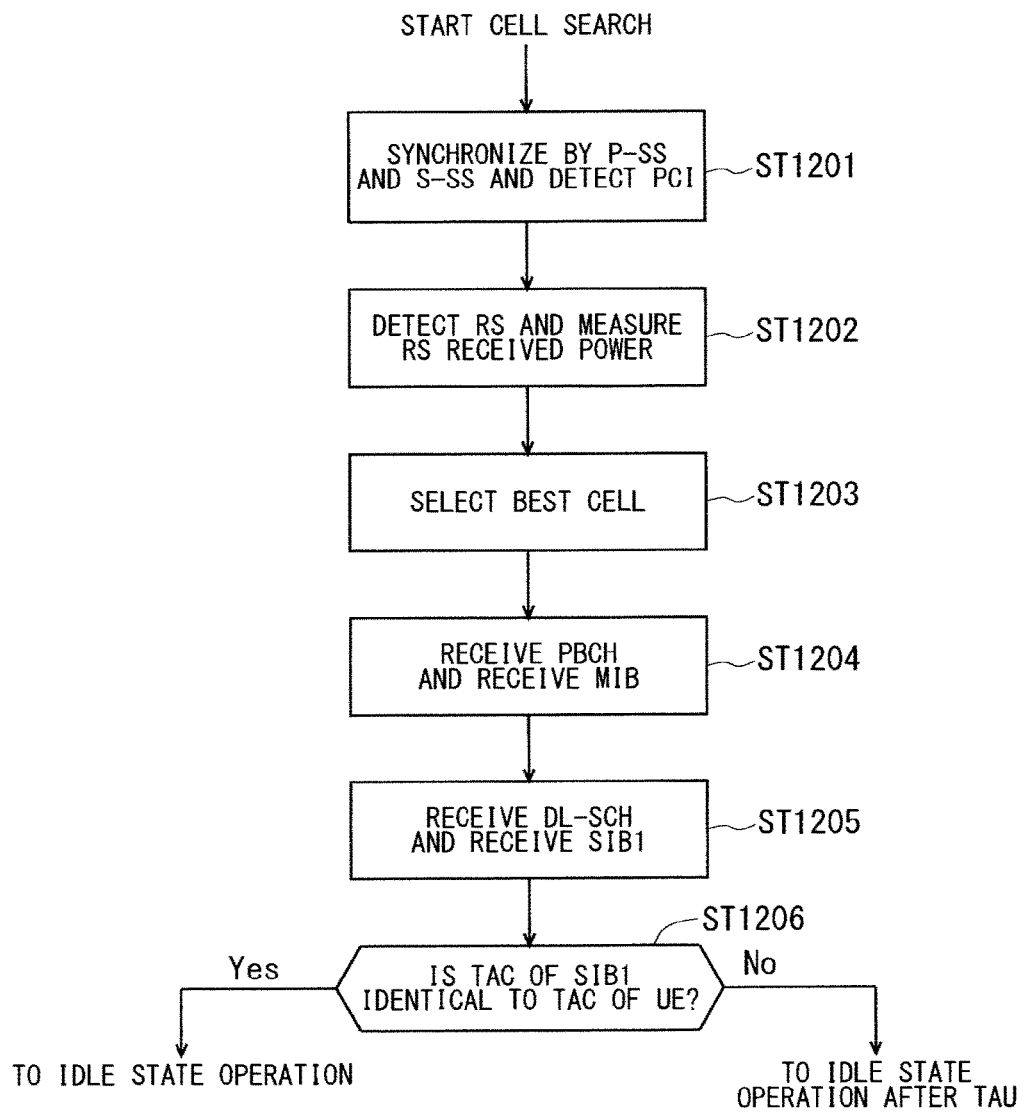 START CELL SEARCH
SYNCHRONIZE BY P-SS
AND S-SS AND DETECT PCI
ST1201
DETECT RS AND MEASURE
RS RECEIVED POWER
ST1202
SELECT BEST CELL
ST1203
RECEIVE PBCH
AND RECEIVE MIB
ST1204
RECEIVE DL-SCH
AND RECEIVE SIB1
ST1205
ST1206
Yes
IS TAC OF SIB1
IDENTICAL TO TAC OF UE?
No
TO IDLE STATE OPERATION
TO IDLE STATE
OPERATION AFTER TAU